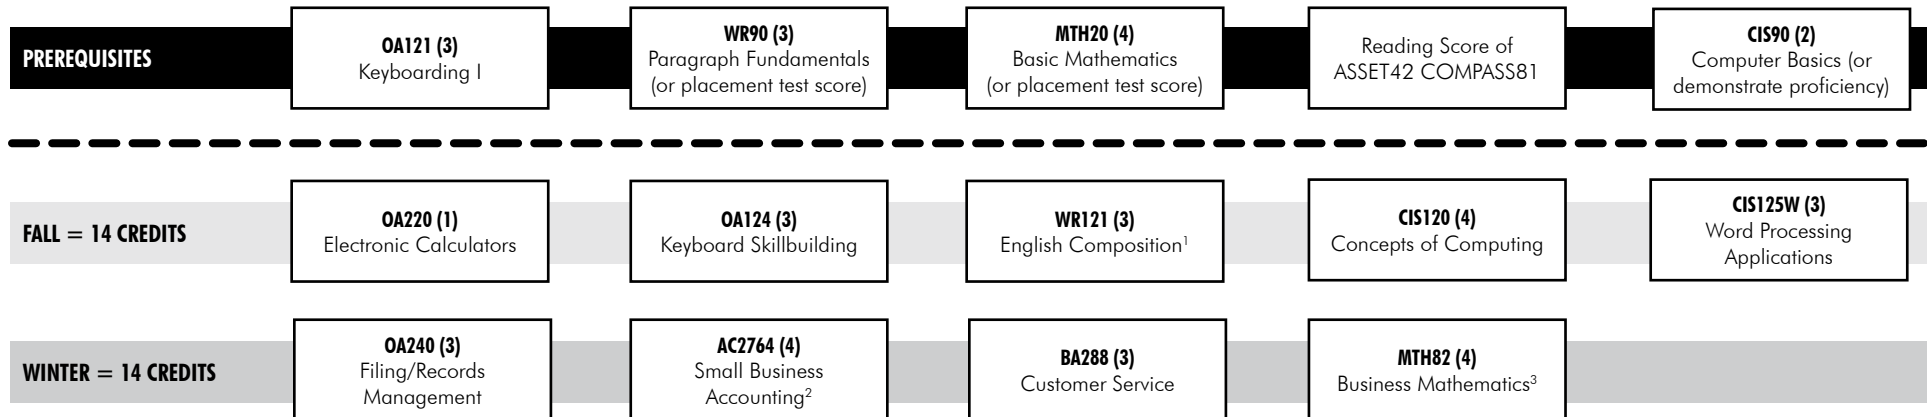 PREREQUISITES
OA121 (3)
Keyboarding I
WR90 (3)
Paragraph Fundamentals
(or placement test score)
MTH20 (4)
Basic Mathematics
(or placement test score)
Reading Score of
ASSET42 COMPASS81
CIS90 (2)
Computer Basics (or
demonstrate proficiency)
FALL = 14 CREDITS
OA220 (1)
Electronic Calculators
OA124 (3)
Keyboard Skillbuilding
WR121 (3)
English Composition¹
CIS120 (4)
Concepts of Computing
CIS125W (3)
Word Processing
Applications
WINTER = 14 CREDITS
OA240 (3)
Filing/Records
Management
AC2764 (4)
Small Business
Accounting²
BA288 (3)
Customer Service
MTH82 (4)
Business Mathematics³